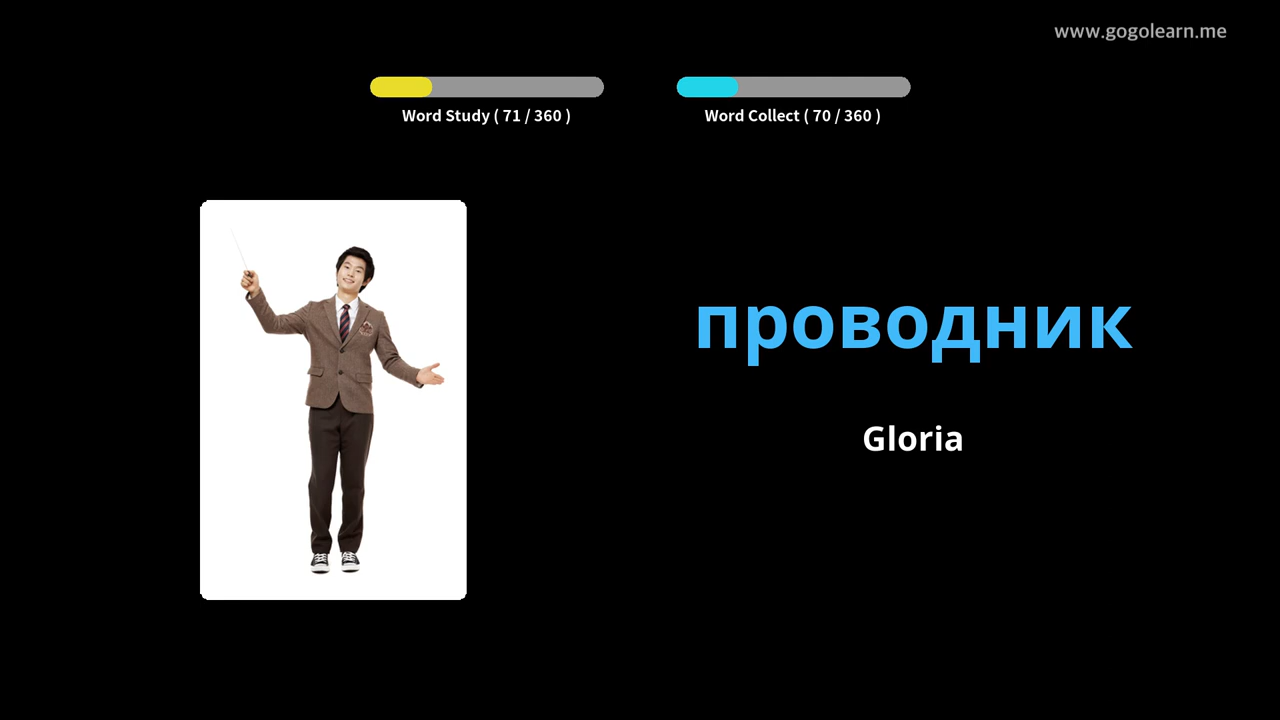 www.gogolearn.me
Word Study ( 71 / 360 )
Word Collect ( 70 / 360 )
проводник
Gloria